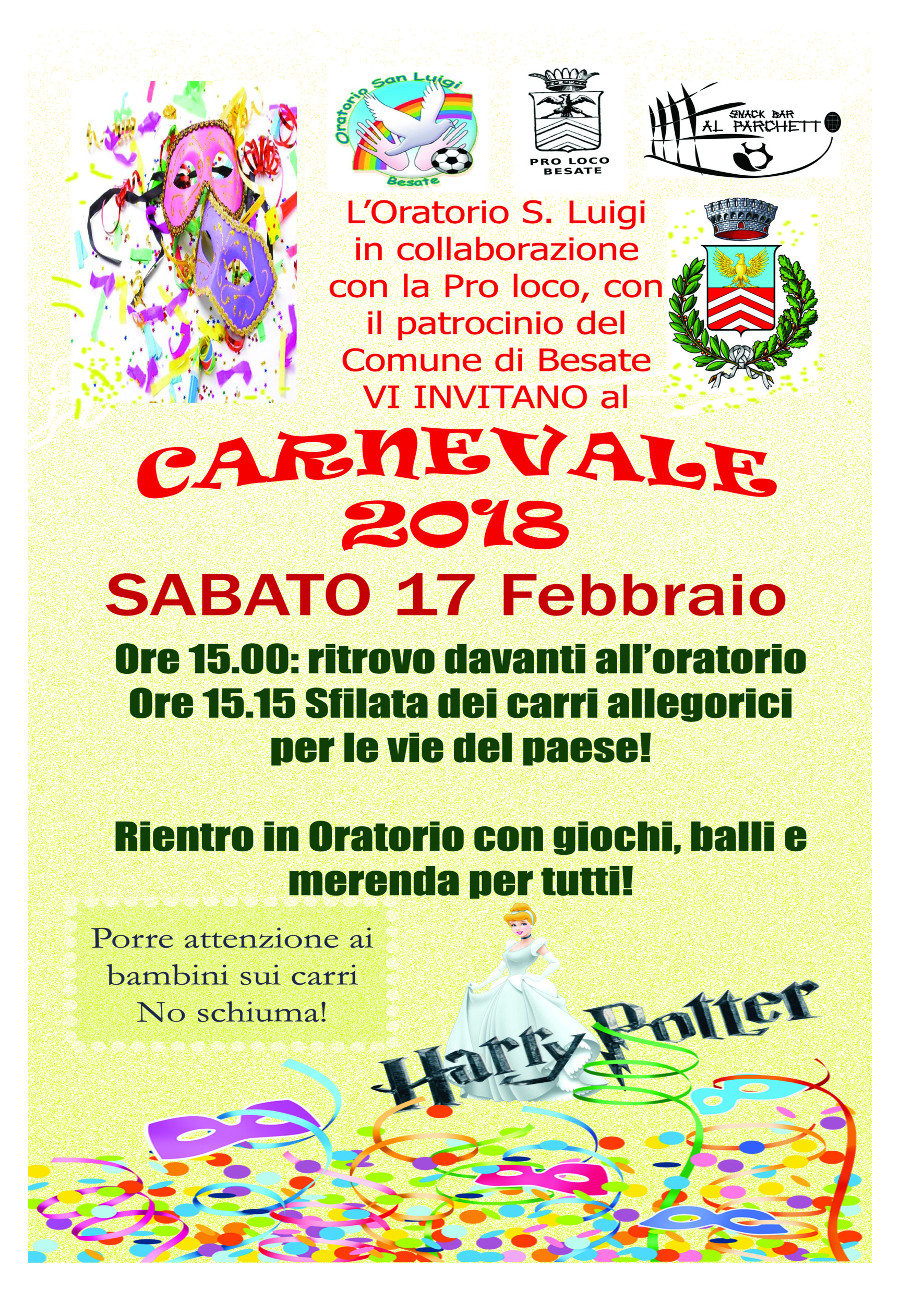 Oratorio San Luigi
Besate
PRO LOCO
BESATE
SNACK BAR
AL PARCHETTO
L'Oratorio S. Luigi
in collaborazione
con la Pro loco, con
il patrocinio del
Comune di Besate
VI INVITANO al
CARNEVALE
2018
SABATO 17 Febbraio
Ore 15.00: ritrovo davanti all'oratorio
Ore 15.15 Sfilata dei carri allegorici
per le vie del paese!
Rientro in Oratorio con giochi, balli e
merenda per tutti!
Porre attenzione ai
bambini sui carri
No schiuma!
Harry Potter